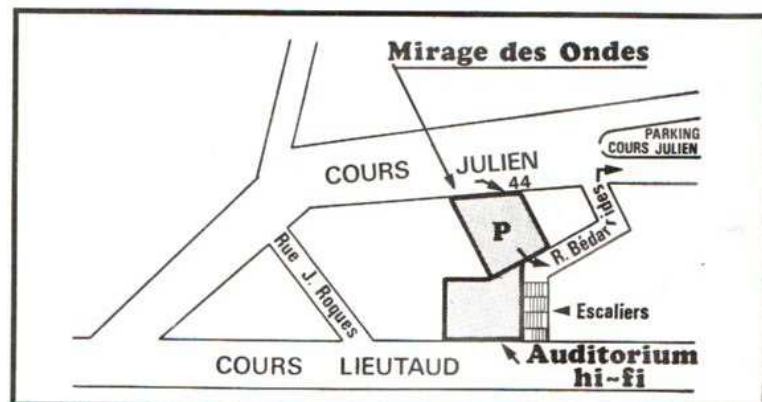 Mirage des Ondes
PARKING
COURS JULIEN
COURS JULIEN
44
P
R. Bédarrides
Rue J. Roques
Escaliers
COURS LIEUTAUD
Auditorium
hi-fi